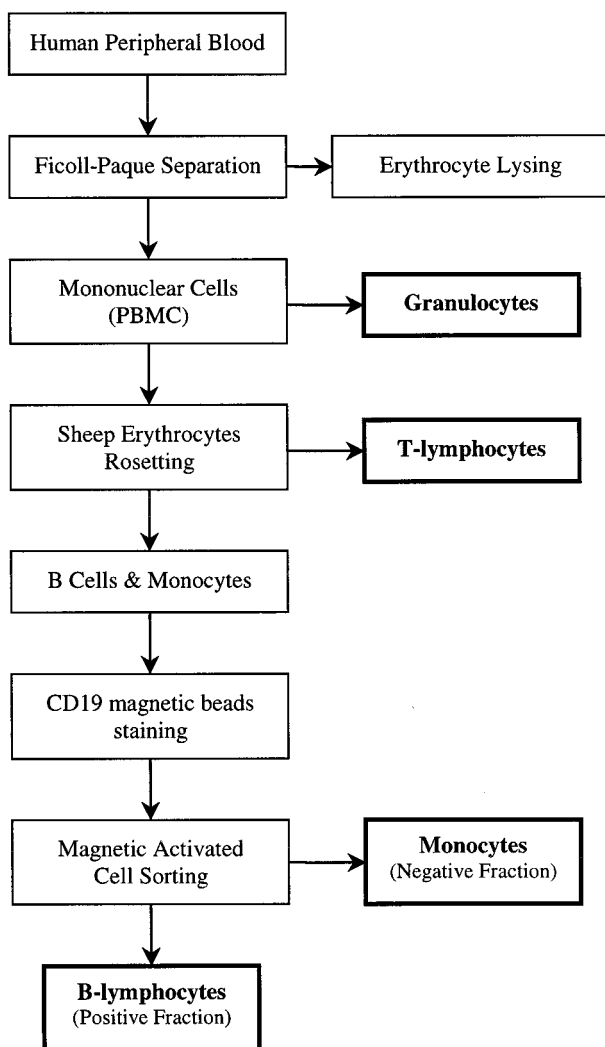 Human Peripheral Blood
Ficoll-Paque Separation
Erythrocyte Lysing
Mononuclear Cells
(PBMC)
Granulocytes
Sheep Erythrocytes
Rosetting
T-lymphocytes
B Cells & Monocytes
CD19 magnetic beads
staining
Magnetic Activated
Cell Sorting
Monocytes
(Negative Fraction)
B-lymphocytes
(Positive Fraction)